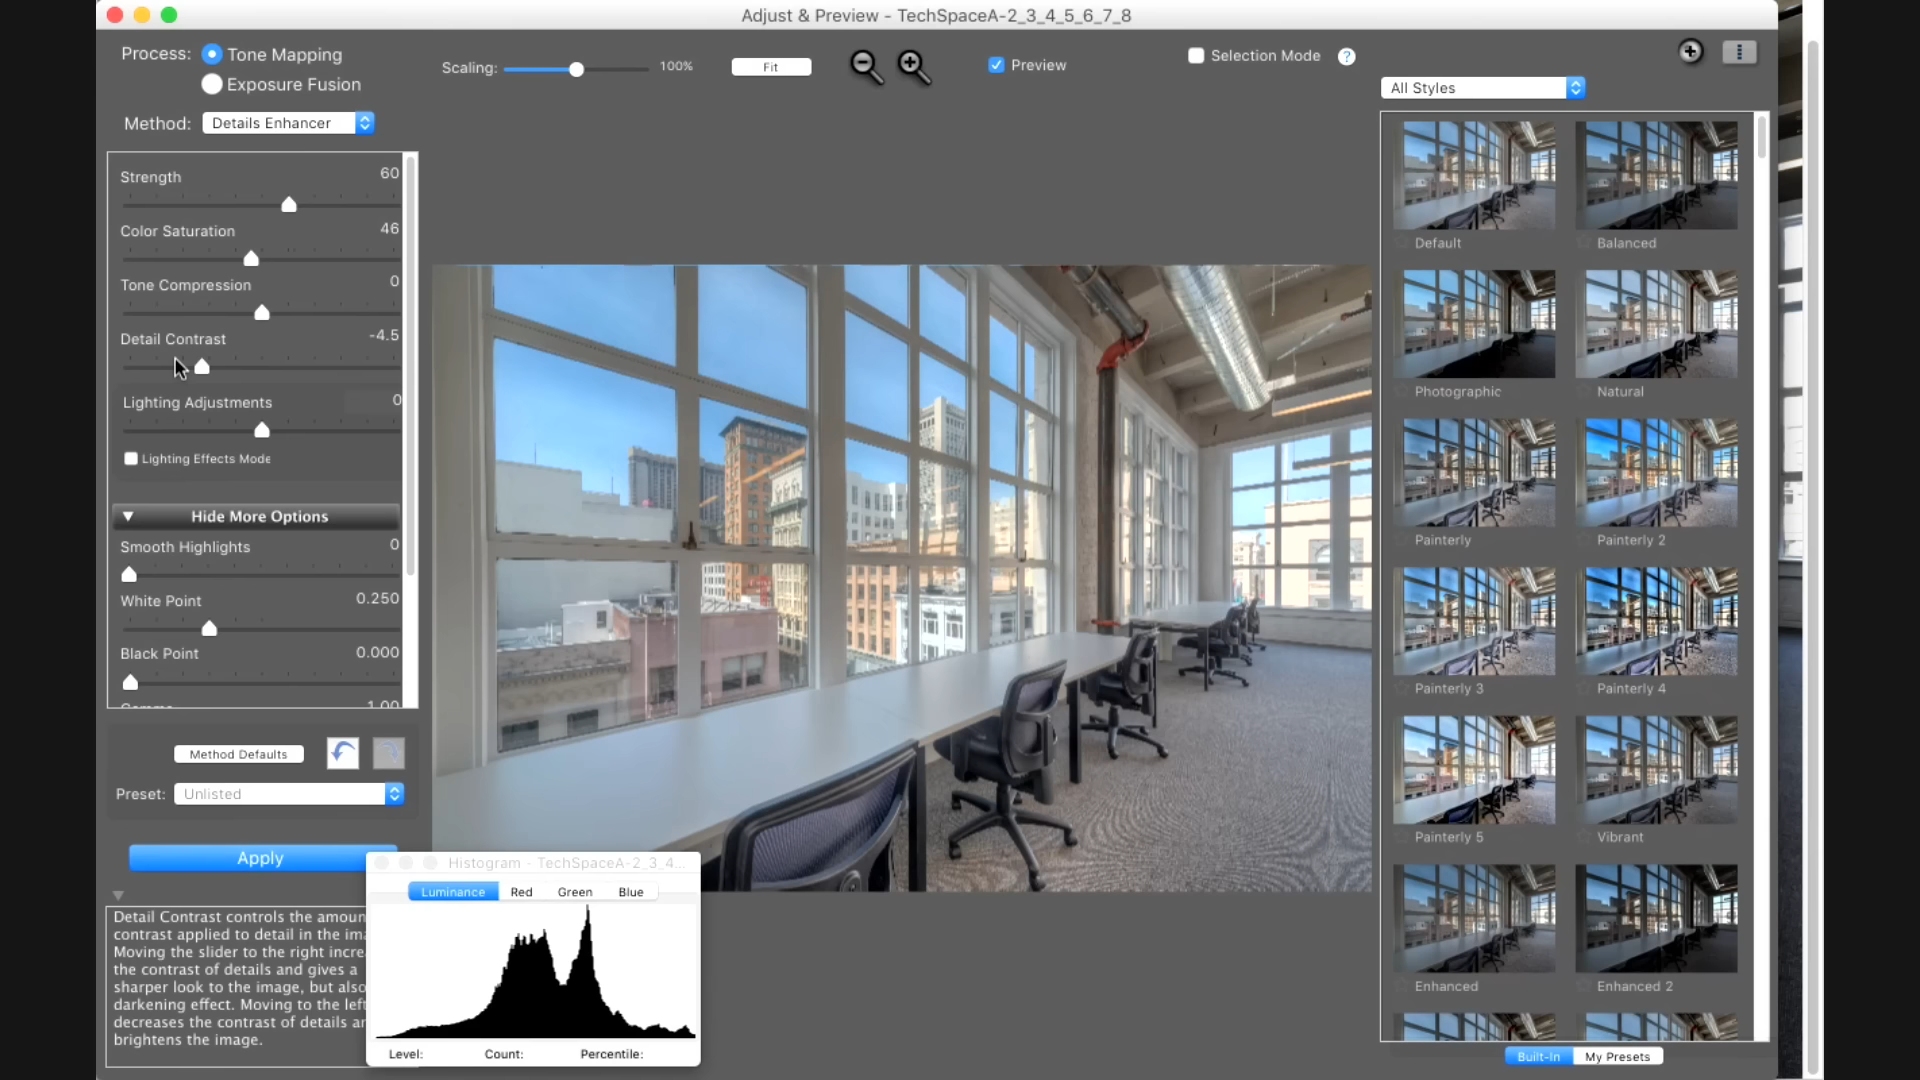 Adjust & Preview - TechSpaceA-2_3_4_5_6_7_8
Process:
Tone Mapping
Exposure Fusion
Method:
Details Enhancer
Scaling:
100%
Fit
Preview
Selection Mode
?
All Styles
Strength
60
Color Saturation
46
Tone Compression
0
Detail Contrast
-4.5
Lighting Adjustments
0
Lighting Effects Mode
Hide More Options
Smooth Highlights
0
White Point
0.250
Black Point
0.000
Gamma
1.00
Method Defaults
Preset:
Unlisted
Apply
Detail Contrast controls the amoun
contrast applied to detail in the ima
Moving the slider to the right increa
the contrast of details and gives a
sharper look to the image, but also
darkening effect. Moving to the left
decreases the contrast of details an
brightens the image.
Histogram - TechSpaceA-2_3_4...
Luminance
Red
Green
Blue
Level:
Count:
Percentile:
Default
Balanced
Photographic
Natural
Painterly
Painterly 2
Painterly 3
Painterly 4
Painterly 5
Vibrant
Enhanced
Enhanced 2
Built-In
My Presets